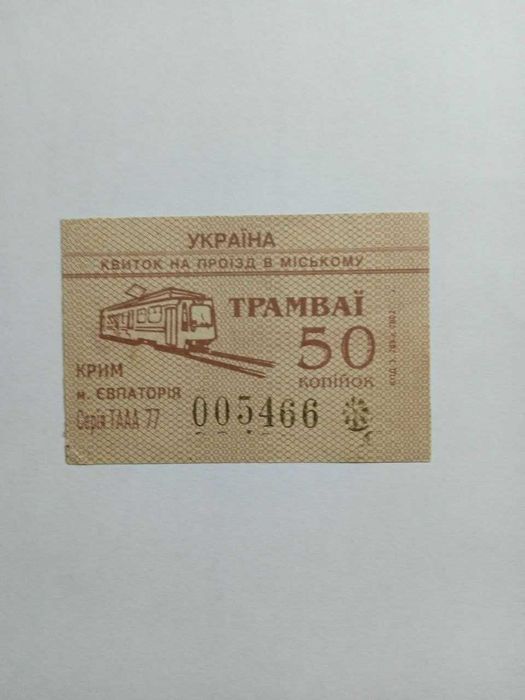 УКРАЇНА
КВИТОК НА ПРОЇЗД В МІСЬКОМУ
ТРАМВАЇ
50
КОПІЙОК
КРИМ
м. ЄВПАТОРІЯ
Серія ТААА 77
005466